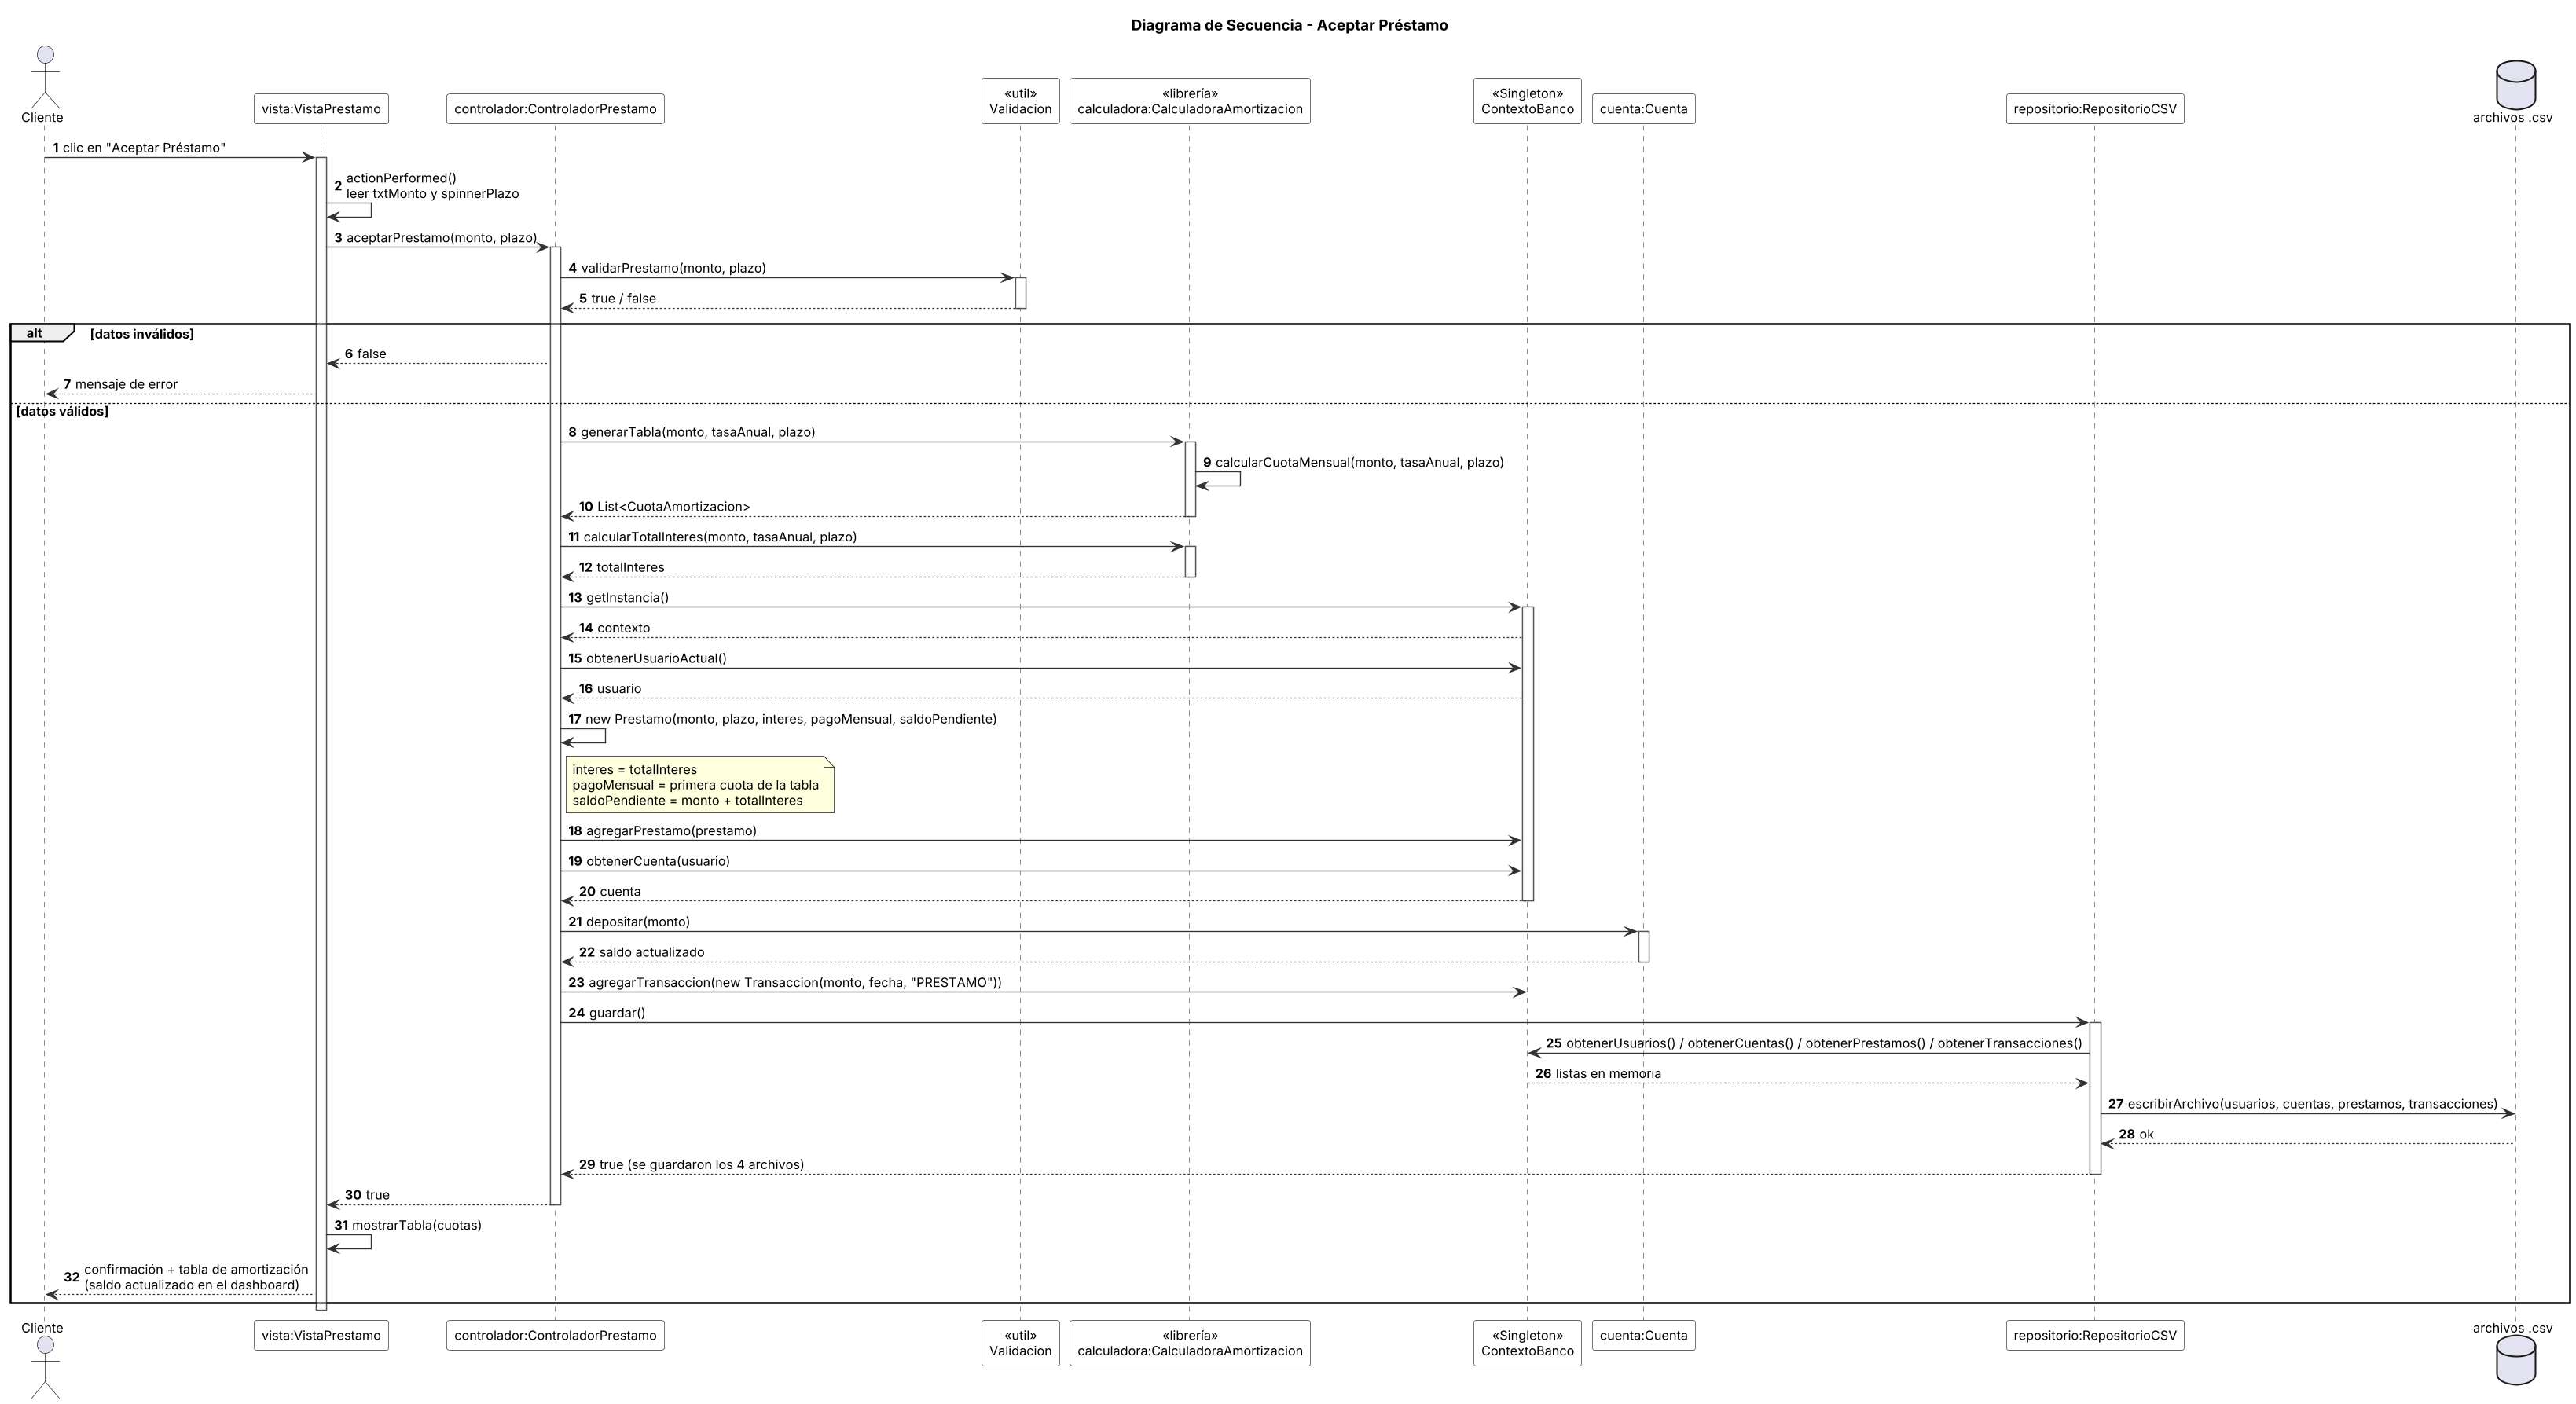 Diagrama de Secuencia - Aceptar Préstamo
Cliente
vista:VistaPrestamo
controlador:ControladorPrestamo
«util»
Validacion
«librería»
calculadora:CalculadoraAmortizacion
«Singleton»
ContextoBanco
cuenta:Cuenta
repositorio:RepositorioCSV
archivos .csv
1 clic en "Aceptar Préstamo"
2 actionPerformed()
leer txtMonto y spinnerPlazo
3 aceptarPrestamo(monto, plazo)
4 validarPrestamo(monto, plazo)
5 true / false
alt [datos inválidos]
6 false
7 mensaje de error
[datos válidos]
8 generarTabla(monto, tasaAnual, plazo)
9 calcularCuotaMensual(monto, tasaAnual, plazo)
10 List<CuotaAmortizacion>
11 calcularTotalInteres(monto, tasaAnual, plazo)
12 totalInteres
13 getInstancia()
14 contexto
15 obtenerUsuarioActual()
16 usuario
17 new Prestamo(monto, plazo, interes, pagoMensual, saldoPendiente)
interes = totalInteres
pagoMensual = primera cuota de la tabla
saldoPendiente = monto + totalInteres
18 agregarPrestamo(prestamo)
19 obtenerCuenta(usuario)
20 cuenta
21 depositar(monto)
22 saldo actualizado
23 agregarTransaccion(new Transaccion(monto, fecha, "PRESTAMO"))
24 guardar()
25 obtenerUsuarios() / obtenerCuentas() / obtenerPrestamos() / obtenerTransacciones()
26 listas en memoria
27 escribirArchivo(usuarios, cuentas, prestamos, transacciones)
28 ok
29 true (se guardaron los 4 archivos)
30 true
31 mostrarTabla(cuotas)
32 confirmación + tabla de amortización
(saldo actualizado en el dashboard)
Cliente
vista:VistaPrestamo
controlador:ControladorPrestamo
«util»
Validacion
«librería»
calculadora:CalculadoraAmortizacion
«Singleton»
ContextoBanco
cuenta:Cuenta
repositorio:RepositorioCSV
archivos .csv